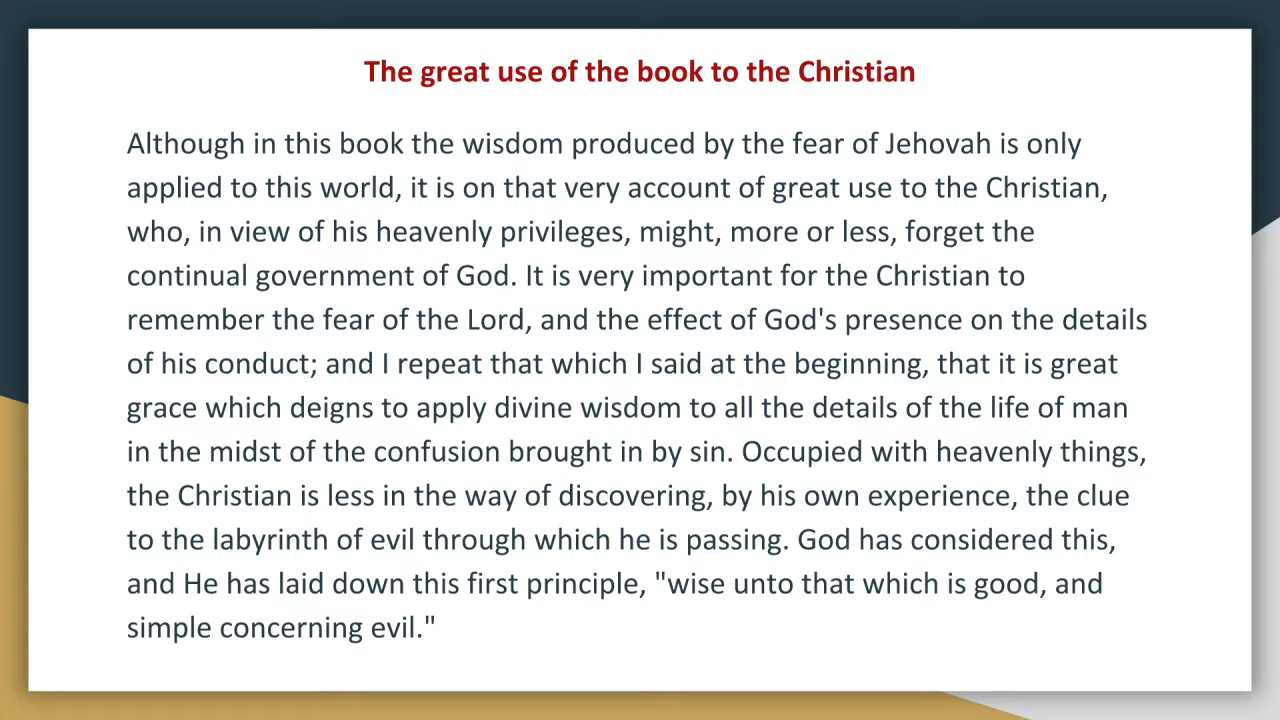 The great use of the book to the Christian
Although in this book the wisdom produced by the fear of Jehovah is only
applied to this world, it is on that very account of great use to the Christian,
who, in view of his heavenly privileges, might, more or less, forget the
continual government of God. It is very important for the Christian to
remember the fear of the Lord, and the effect of God's presence on the details
of his conduct; and I repeat that which I said at the beginning, that it is great
grace which deigns to apply divine wisdom to all the details of the life of man
in the midst of the confusion brought in by sin. Occupied with heavenly things,
the Christian is less in the way of discovering, by his own experience, the clue
to the labyrinth of evil through which he is passing. God has considered this,
and He has laid down this first principle, "wise unto that which is good, and
simple concerning evil."